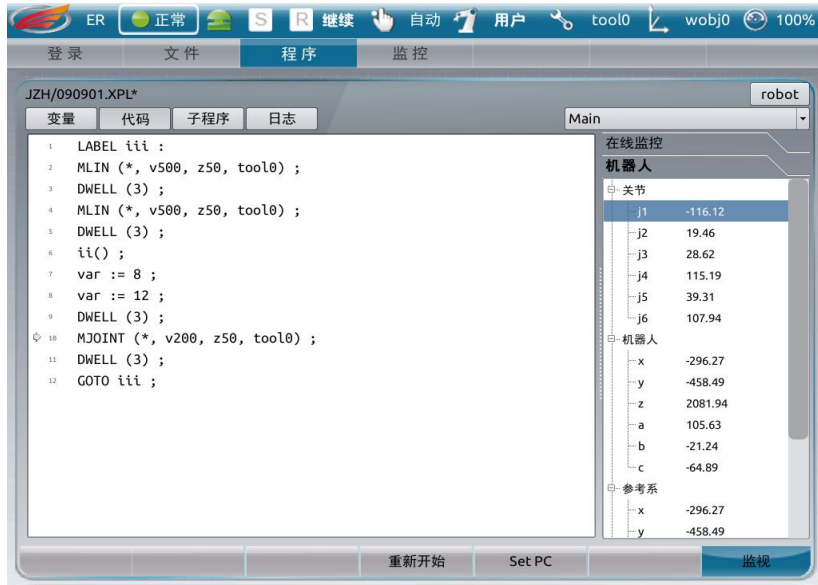 ER 正常 S R 继续 自动 用户 tool0 wobj0 100%
登录 文件 程序 监控
JZH/090901.XPL* robot
变量 代码 子程序 日志 Main
1 LABEL iii :
2 MLIN (*, v500, z50, tool0) ;
3 DWELL (3) ;
4 MLIN (*, v500, z50, tool0) ;
5 DWELL (3) ;
6 ii() ;
7 var := 8 ;
8 var := 12 ;
9 DWELL (3) ;
10 MJOINT (*, v200, z50, tool0) ;
11 DWELL (3) ;
12 GOTO iii ;
在线监控
机器人
关节
j1 -116.12
j2 19.46
j3 28.62
j4 115.19
j5 39.31
j6 107.94
机器人
x -296.27
y -458.49
z 2081.94
a 105.63
b -21.24
c -64.89
参考系
x -296.27
y -458.49
重新开始 Set PC 监视